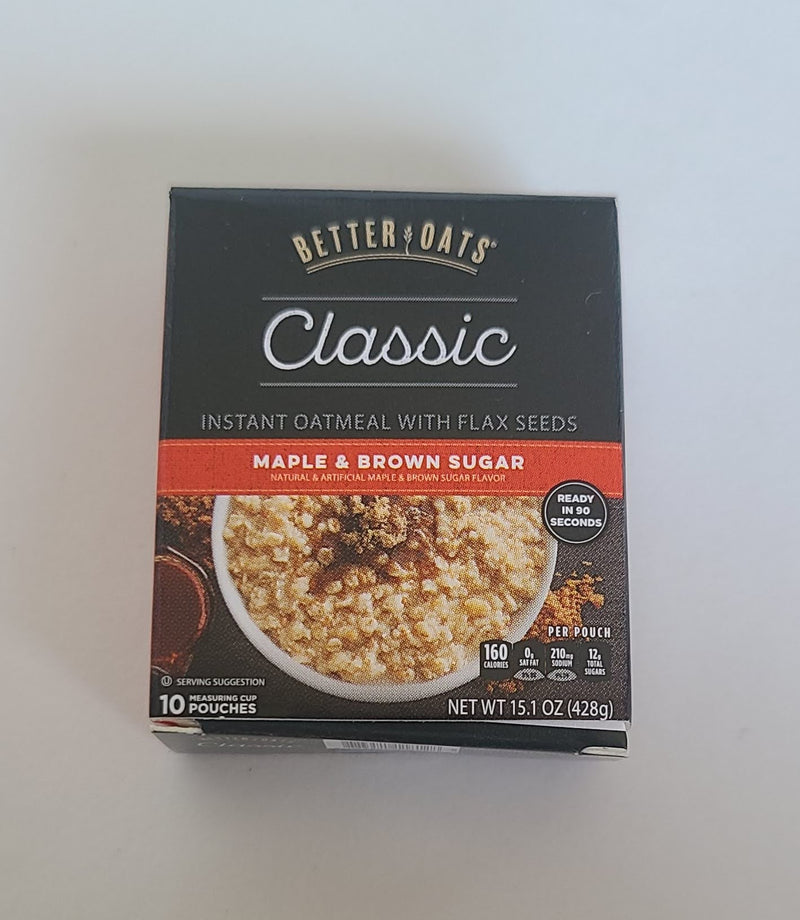 BETTER OATS®
Classic
INSTANT OATMEAL WITH FLAX SEEDS
MAPLE & BROWN SUGAR
NATURAL & ARTIFICIAL MAPLE & BROWN SUGAR FLAVOR
READY
IN 90
SECONDS
PER POUCH
160 CALORIES
0g SAT FAT
210mg SODIUM
12g TOTAL SUGARS
U SERVING SUGGESTION
10 MEASURING CUP POUCHES
NET WT 15.1 OZ (428g)
Classic